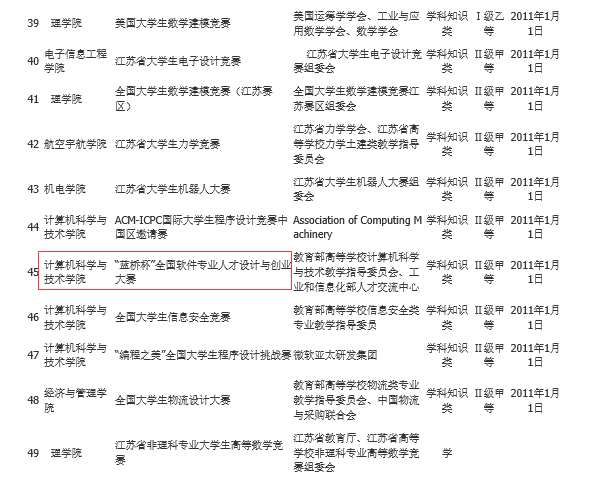 39 理学院 美国大学生数学建模竞赛 美国运筹学学会、工业与应用数学学会、数学学会 学科知识类 Ⅰ级乙等 2011年1月1日
40 电子信息工程学院 江苏省大学生电子设计竞赛 江苏省大学生电子设计竞赛组委会 学科知识类 Ⅱ级甲等 2011年1月1日
41 理学院 全国大学生数学建模竞赛（江苏赛区） 全国大学生数学建模竞赛江苏赛区组委会 学科知识类 Ⅱ级甲等 2011年1月1日
42 航空宇航学院 江苏省大学生力学竞赛 江苏省力学学会、江苏省高等学校力学土建类教学指导委员会 学科知识类 Ⅱ级甲等 2011年1月1日
43 机电学院 江苏省大学生机器人大赛 江苏省大学生机器人大赛组委会 学科知识类 Ⅱ级甲等 2011年1月1日
44 计算机科学与技术学院 ACM-ICPC国际大学生程序设计竞赛中国区邀请赛 Association of Computing Machinery 学科知识类 Ⅱ级甲等 2011年1月1日
45 计算机科学与技术学院 “蓝桥杯”全国软件专业人才设计与创业大赛 教育部高等学校计算机科学与技术教学指导委员会、工业和信息化部人才交流中心 学科知识类 Ⅱ级甲等 2011年1月1日
46 计算机科学与技术学院 全国大学生信息安全竞赛 教育部高等学校信息安全类专业教学指导委员 学科知识类 Ⅱ级甲等 2011年1月1日
47 计算机科学与技术学院 “编程之美”全国大学生程序设计挑战赛 微软亚太研发集团 学科知识类 Ⅱ级甲等 2011年1月1日
48 经济与管理学院 全国大学生物流设计大赛 教育部高等学校物流类专业教学指导委员会、中国物流与采购联合会 学科知识类 Ⅱ级甲等 2011年1月1日
49 理学院 江苏省非理科专业大学生高等数学竞赛 江苏省教育厅、江苏省高等学校非理科专业高等数学竞赛组委会 学